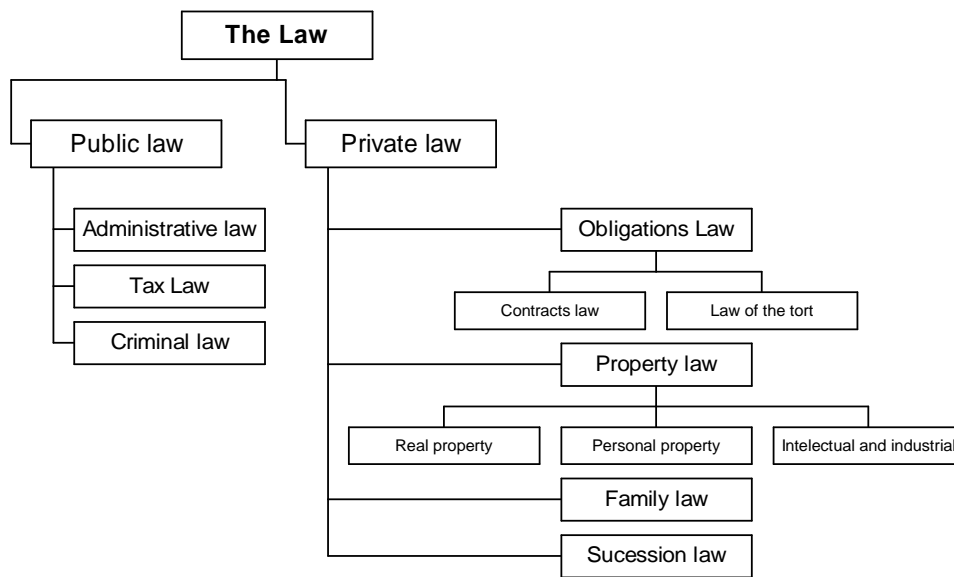 The Law
Public law
Private law
Administrative law
Tax Law
Criminal law
Obligations Law
Contracts law
Law of the tort
Property law
Real property
Personal property
Intelectual and industrial
Family law
Sucession law